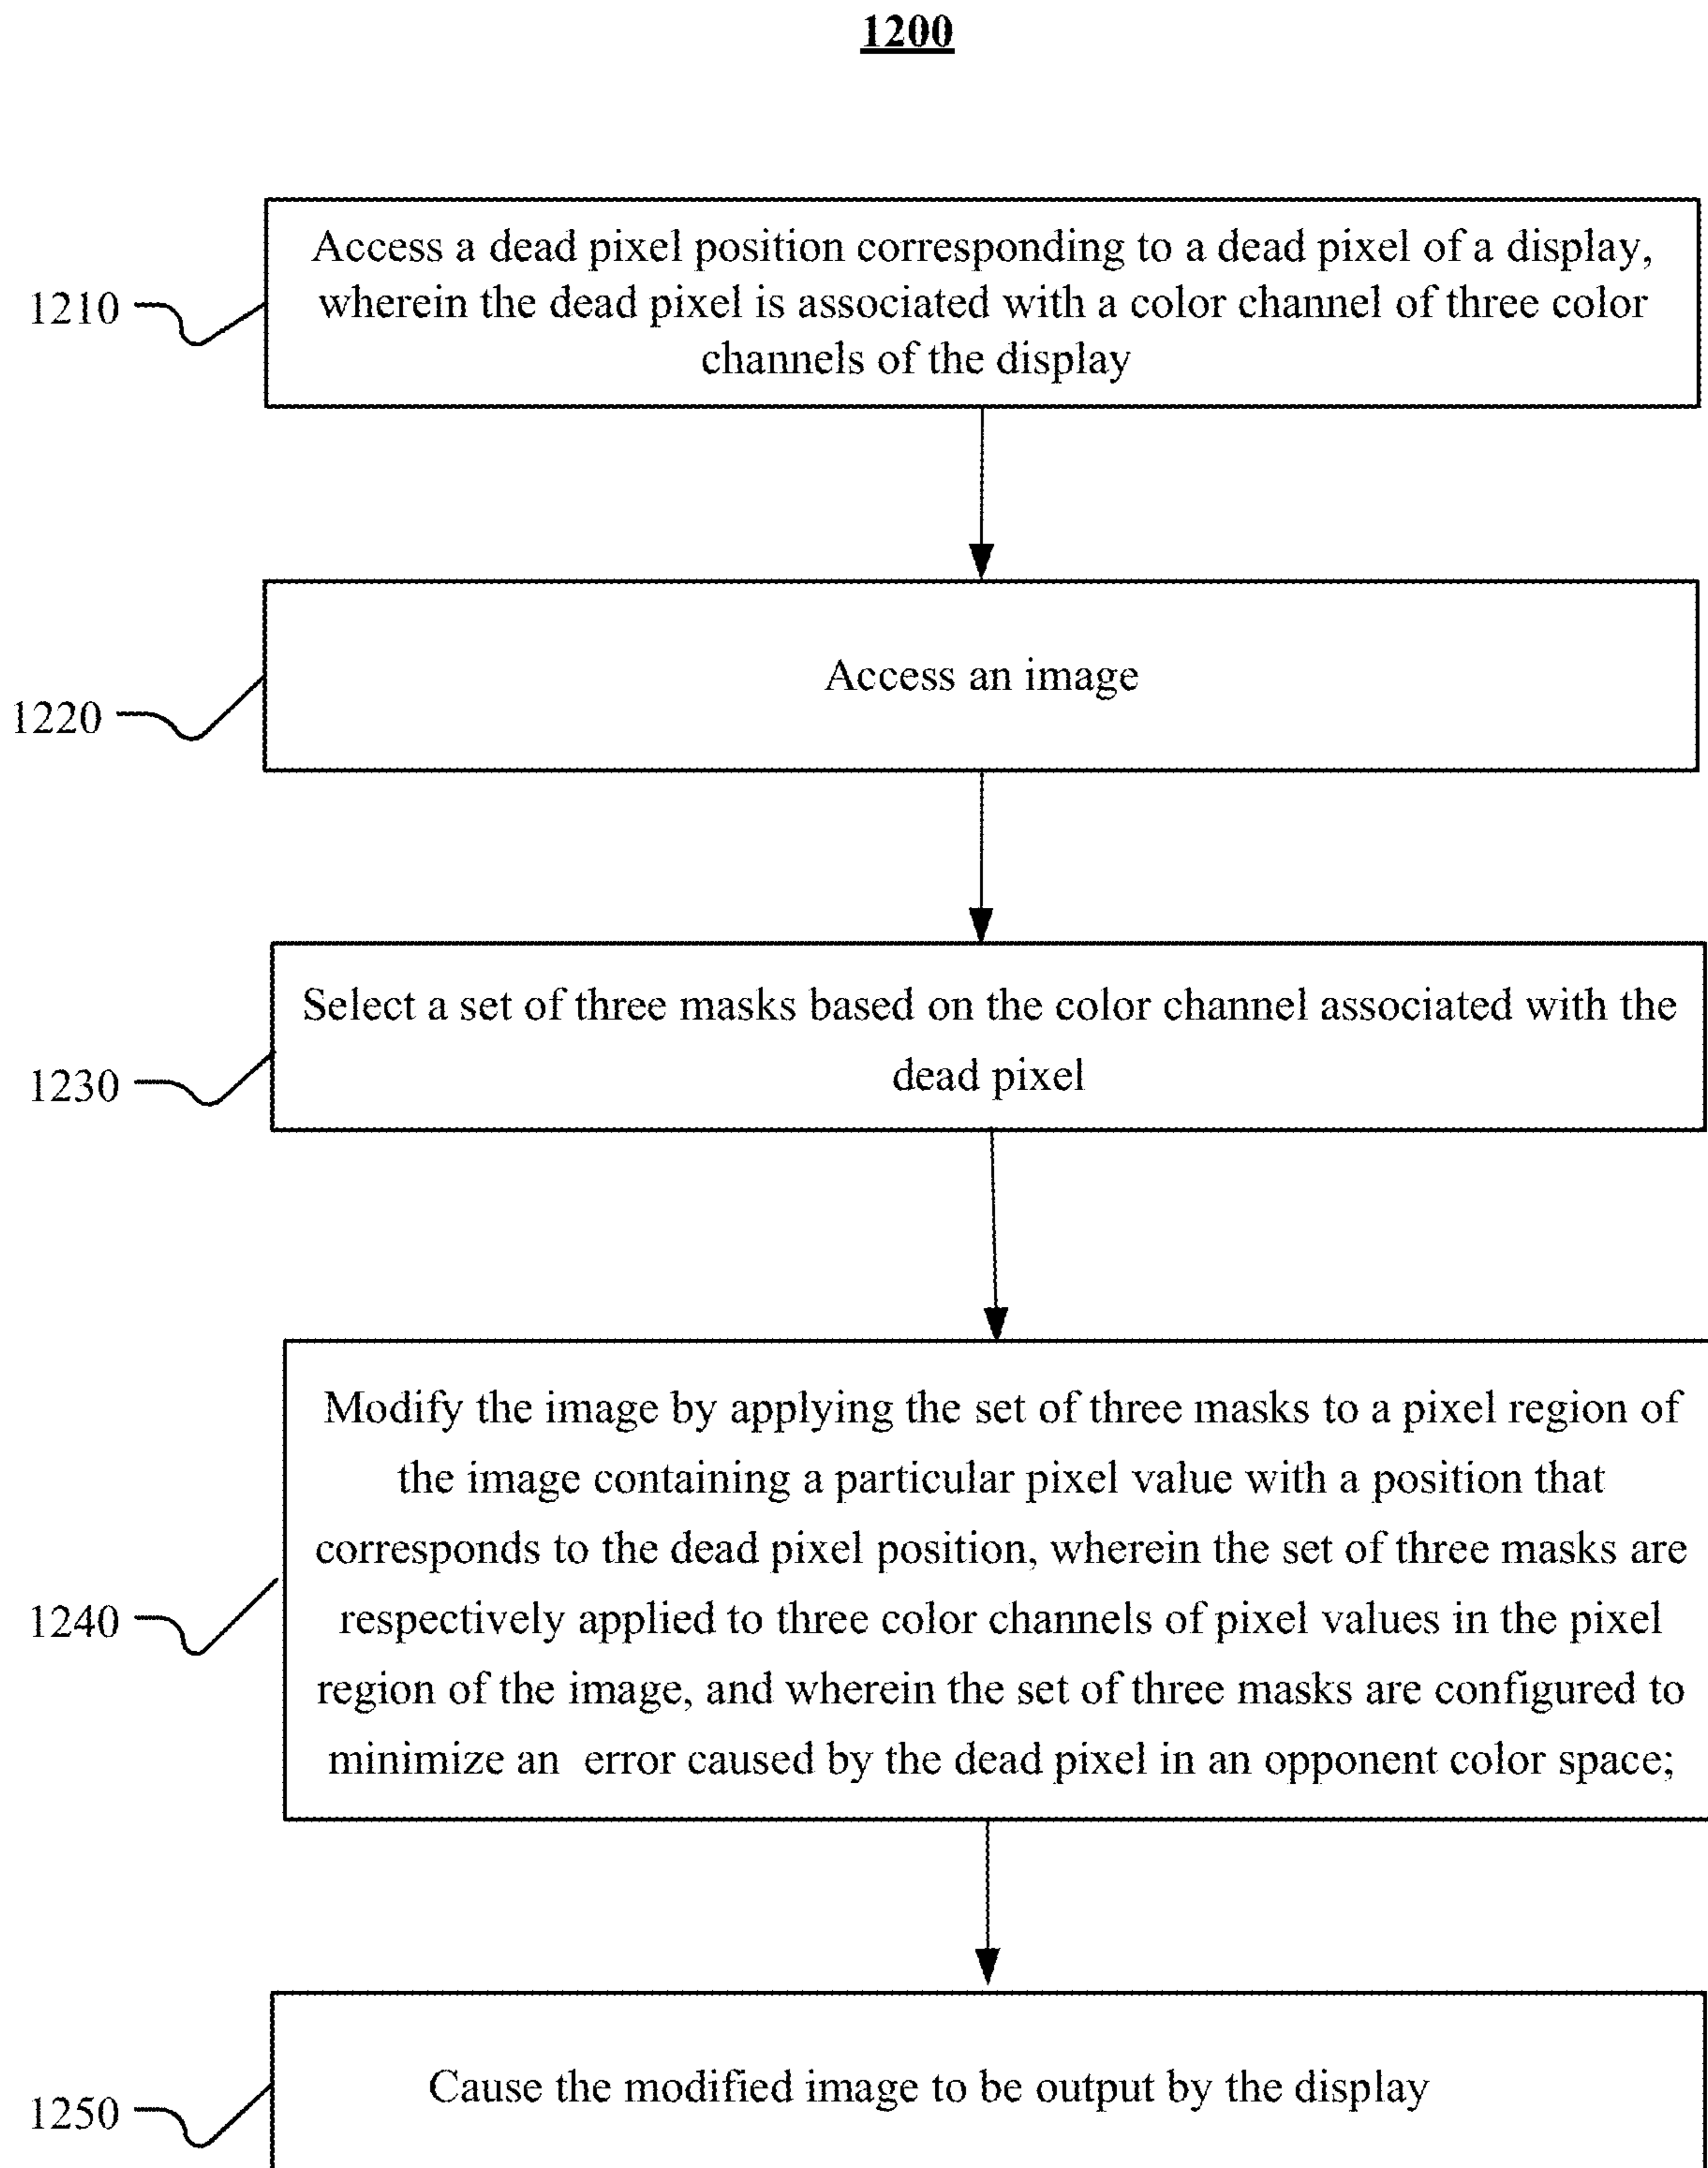 1200
Access a dead pixel position corresponding to a dead pixel of a display,
wherein the dead pixel is associated with a color channel of three color
channels of the display
1210
Access an image
1220
Select a set of three masks based on the color channel associated with the
dead pixel
1230
Modify the image by applying the set of three masks to a pixel region of
the image containing a particular pixel value with a position that
corresponds to the dead pixel position, wherein the set of three masks are
respectively applied to three color channels of pixel values in the pixel
region of the image, and wherein the set of three masks are configured to
minimize an error caused by the dead pixel in an opponent color space;
1240
Cause the modified image to be output by the display
1250